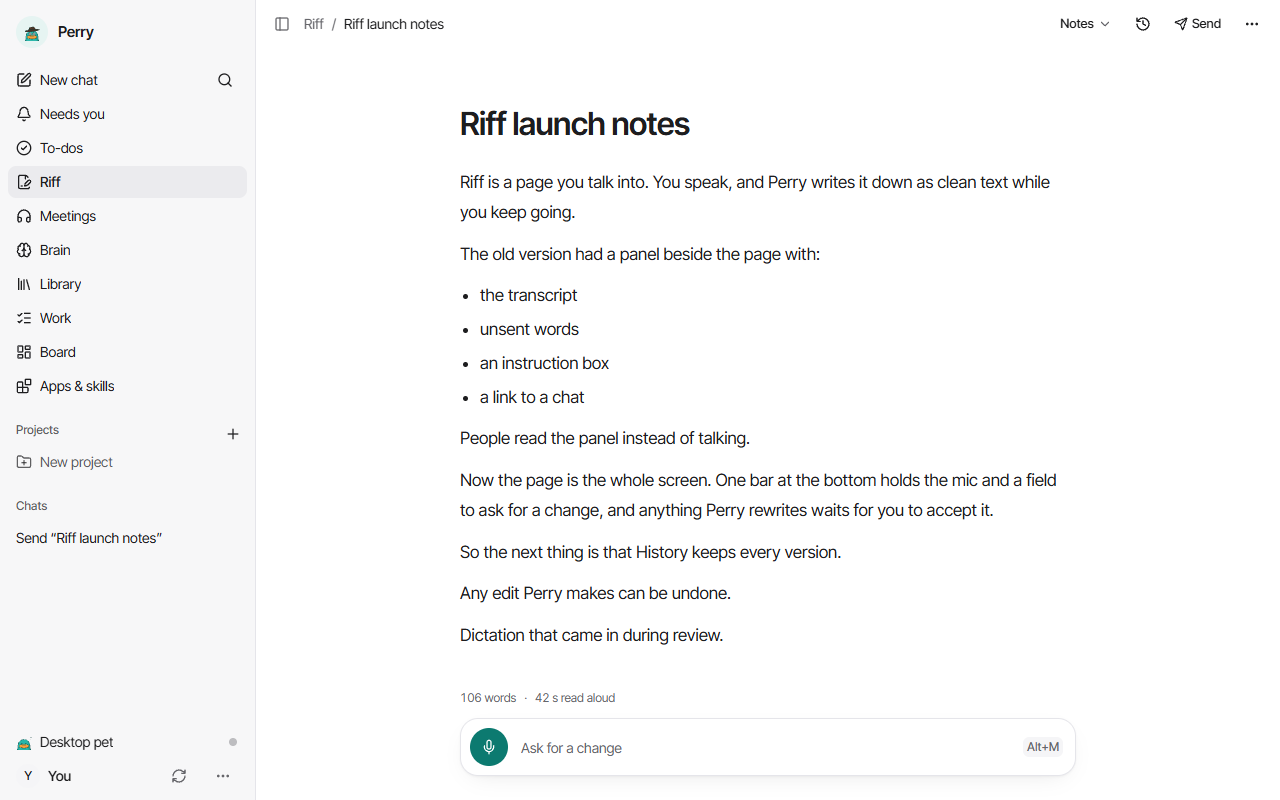 Perry
New chat
Needs you
To-dos
Riff
Meetings
Brain
Library
Work
Board
Apps & skills
Projects
New project
Chats
Send “Riff launch notes”
Desktop pet
Y You
Riff / Riff launch notes
Notes
Send
Riff launch notes
Riff is a page you talk into. You speak, and Perry writes it down as clean text while
you keep going.
The old version had a panel beside the page with:
• the transcript
• unsent words
• an instruction box
• a link to a chat
People read the panel instead of talking.
Now the page is the whole screen. One bar at the bottom holds the mic and a field
to ask for a change, and anything Perry rewrites waits for you to accept it.
So the next thing is that History keeps every version.
Any edit Perry makes can be undone.
Dictation that came in during review.
106 words · 42 s read aloud
Ask for a change
Alt+M